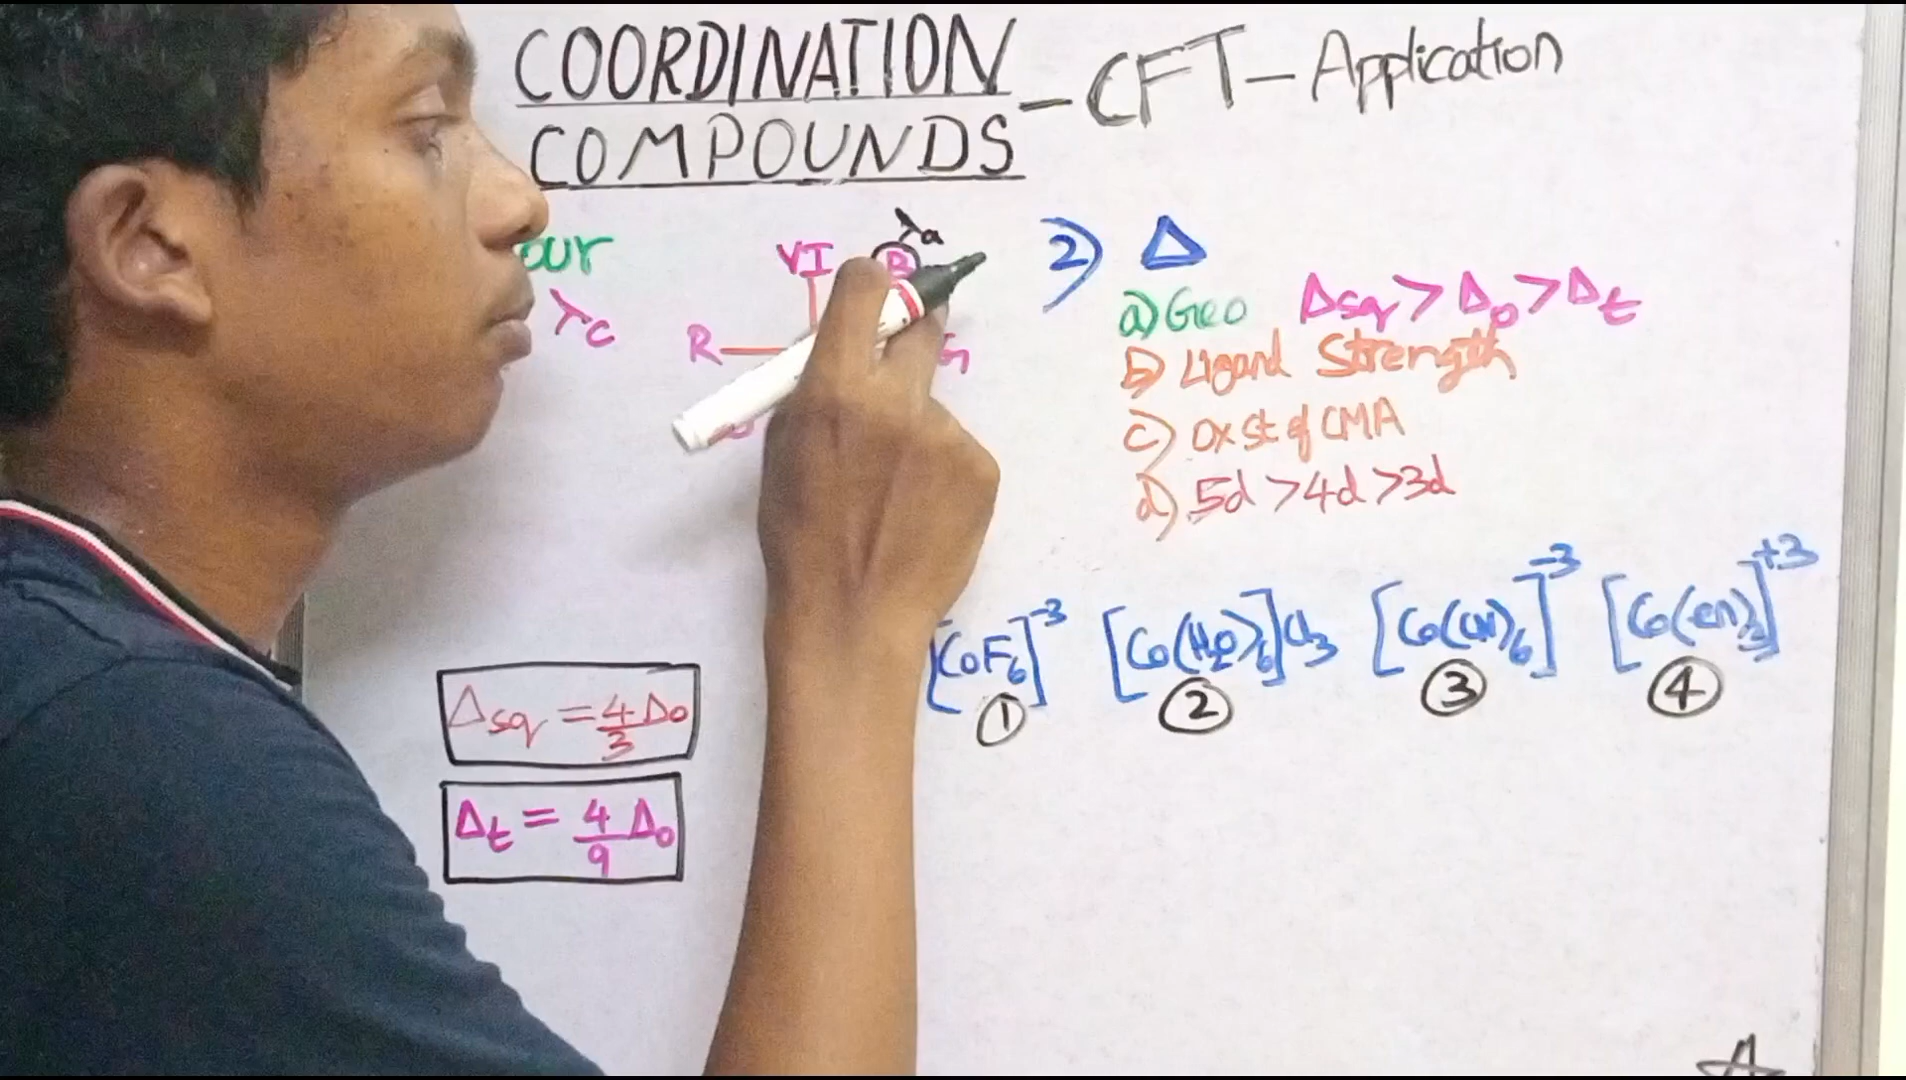 COORDINATION
COMPOUNDS - CFT - Application
our
λc
VI
λa
B
R
G
2) Δ
a) Geo Δsq > Δo > Δt
b) Ligand Strength
c) Ox st of CMA
d) 5d > 4d > 3d
[CoF6]-3 [Co(H2O)6]Cl3 [Co(CN)6]-3 [Co(en)3]+3
① ② ③ ④
Δsq = 4/3 Δo
Δt = 4/9 Δo